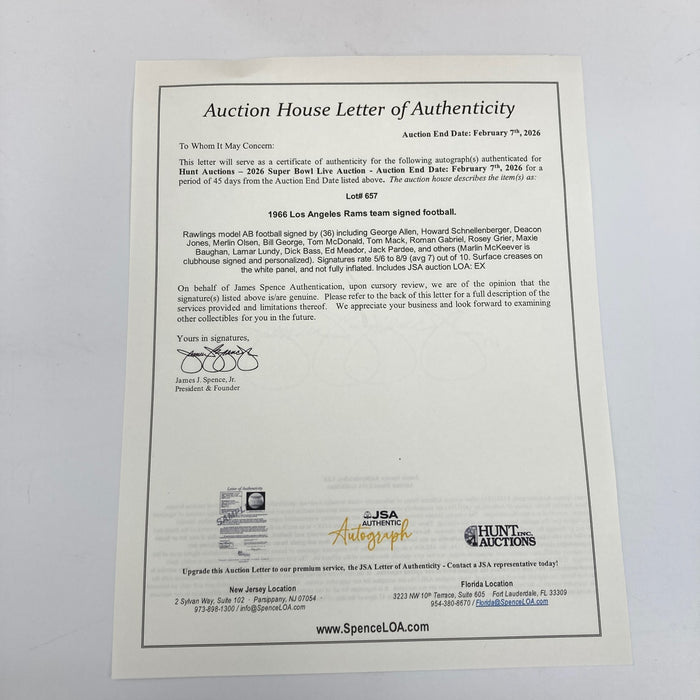 Auction House Letter of Authenticity
Auction End Date: February 7th, 2026
To Whom It May Concern:
This letter will serve as a certificate of authenticity for the following autograph(s) authenticated for
Hunt Auctions – 2026 Super Bowl Live Auction - Auction End Date: February 7th, 2026 for a
period of 45 days from the Auction End Date listed above. The auction house describes the item(s) as:
Lot# 657
1966 Los Angeles Rams team signed football.
Rawlings model AB football signed by (36) including George Allen, Howard Schnellenberger, Deacon
Jones, Merlin Olsen, Bill George, Tom McDonald, Tom Mack, Roman Gabriel, Rosey Grier, Maxie
Baughan, Lamar Lundy, Dick Bass, Ed Meador, Jack Pardee, and others (Marlin McKeever is
clubhouse signed and personalized). Signatures rate 5/6 to 8/9 (avg 7) out of 10. Surface creases on
the white panel, and not fully inflated. Includes JSA auction LOA: EX
On behalf of James Spence Authentication, upon cursory review, we are of the opinion that the
signature(s) listed above is/are genuine. Please refer to the back of this letter for a full description of the
services provided and limitations thereof. We appreciate your business and look forward to examining
other collectibles for you in the future.
Yours in signatures,
James J. Spence, Jr.
President & Founder
Letter of Authenticity
SAMPLE
JSA
AUTHENTIC
Autograph
HUNT INC.
AUCTIONS
Upgrade this Auction Letter to our premium service, the JSA Letter of Authenticity - Contact a JSA representative today!
New Jersey Location
2 Sylvan Way, Suite 102 · Parsippany, NJ 07054
973-898-1300 / info@SpenceLOA.com
Florida Location
3223 NW 10th Terrace, Suite 605 Fort Lauderdale, FL 33309
954-380-8670 / Florida@SpenceLOA.com
www.SpenceLOA.com